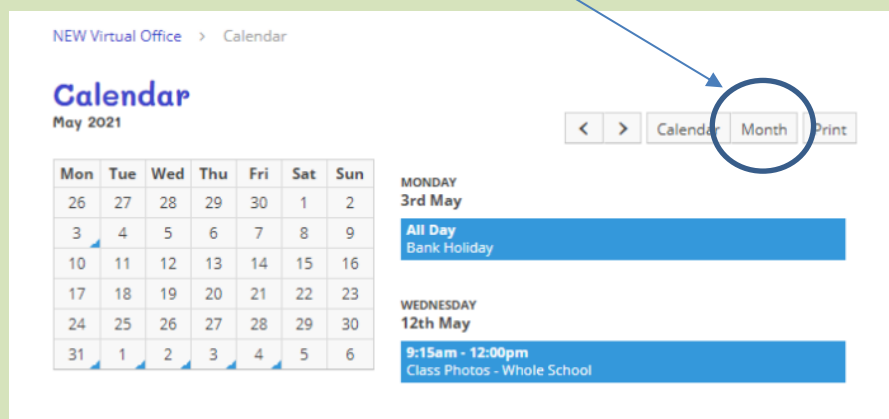 NEW Virtual Office > Calendar
Calendar
May 2021
< > Calendar Month Print
Mon Tue Wed Thu Fri Sat Sun
26 27 28 29 30 1 2
3 4 5 6 7 8 9
10 11 12 13 14 15 16
17 18 19 20 21 22 23
24 25 26 27 28 29 30
31 1 2 3 4 5 6
MONDAY
3rd May
All Day
Bank Holiday
WEDNESDAY
12th May
9:15am - 12:00pm
Class Photos - Whole School